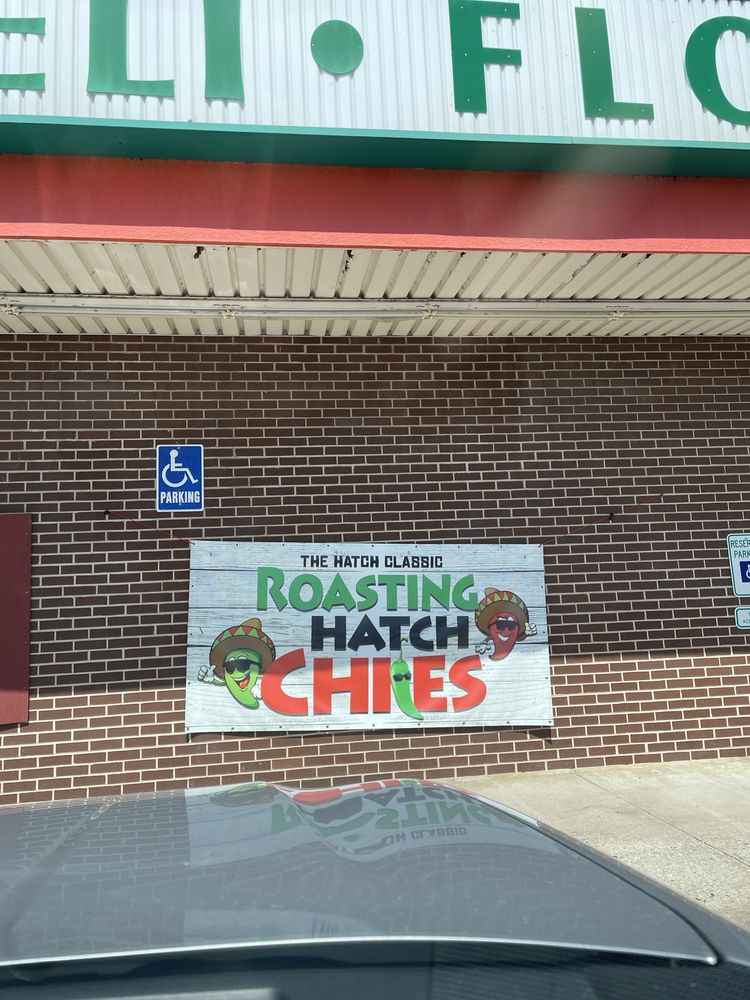 ELI • FLO
PARKING
THE HATCH CLASSIC
ROASTING
HATCH
CHILES